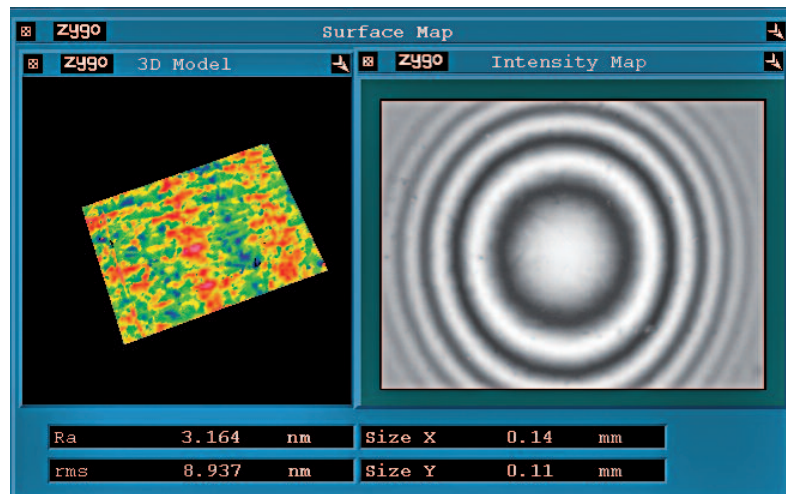 zygo Surface Map
zygo 3D Model
zygo Intensity Map
Ra 3.164 nm
Size X 0.14 mm
rms 8.937 nm
Size Y 0.11 mm